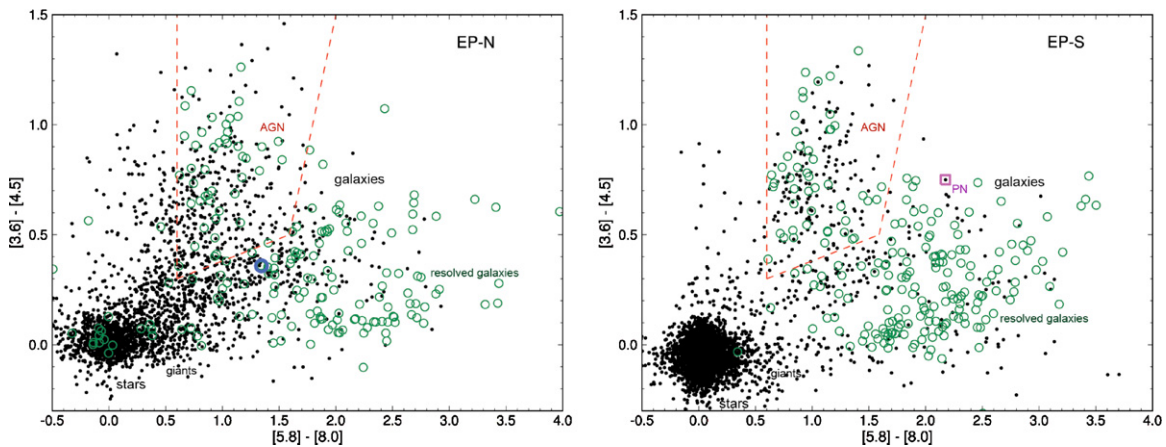 1.5
EP-N
1.0
AGN
galaxies
[3.6] - [4.5]
0.5
resolved galaxies
0.0
giants
stars
-0.5 0.0 0.5 1.0 1.5 2.0 2.5 3.0 3.5 4.0
[5.8] - [8.0]
1.5
EP-S
1.0
AGN
galaxies
PN
[3.6] - [4.5]
0.5
resolved galaxies
0.0
giants
stars
-0.5 0.0 0.5 1.0 1.5 2.0 2.5 3.0 3.5 4.0
[5.8] - [8.0]